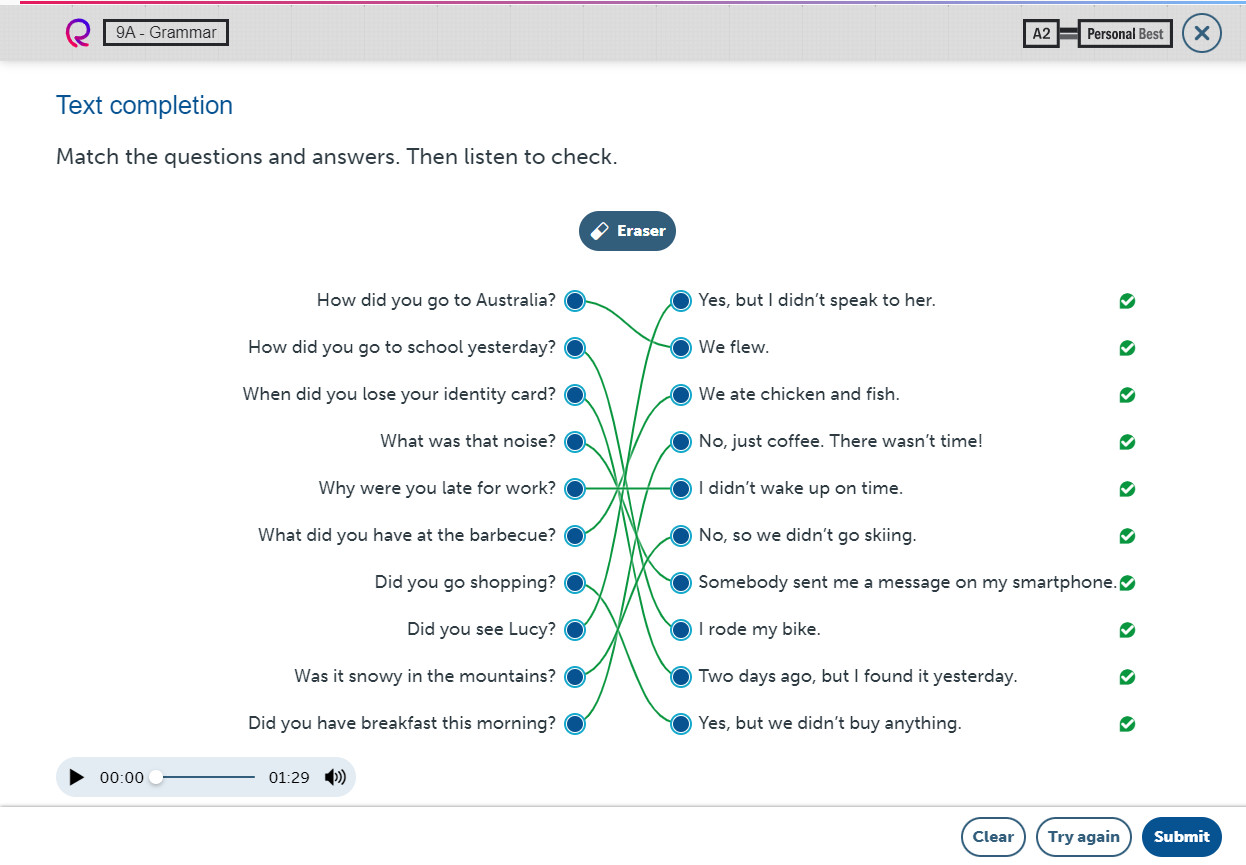 9A - Grammar
A2 Personal Best
Text completion
Match the questions and answers. Then listen to check.
Eraser
How did you go to Australia? Yes, but I didn’t speak to her.
How did you go to school yesterday? We flew.
When did you lose your identity card? We ate chicken and fish.
What was that noise? No, just coffee. There wasn’t time!
Why were you late for work? I didn’t wake up on time.
What did you have at the barbecue? No, so we didn’t go skiing.
Did you go shopping? Somebody sent me a message on my smartphone.
Did you see Lucy? I rode my bike.
Was it snowy in the mountains? Two days ago, but I found it yesterday.
Did you have breakfast this morning? Yes, but we didn’t buy anything.
00:00 01:29
Clear Try again Submit